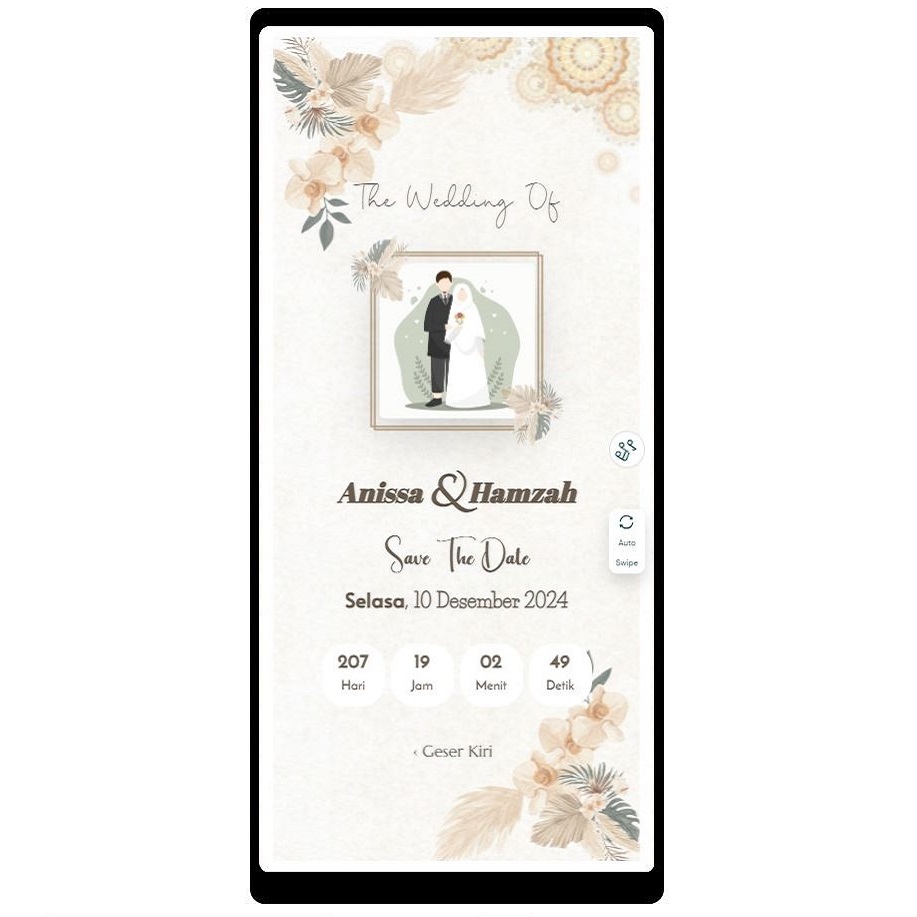 The Wedding Of
Anissa & Hamzah
Save The Date
Selasa, 10 Desember 2024
207 19 02 49
Hari Jam Menit Detik
‹ Geser Kiri
Auto
Swipe